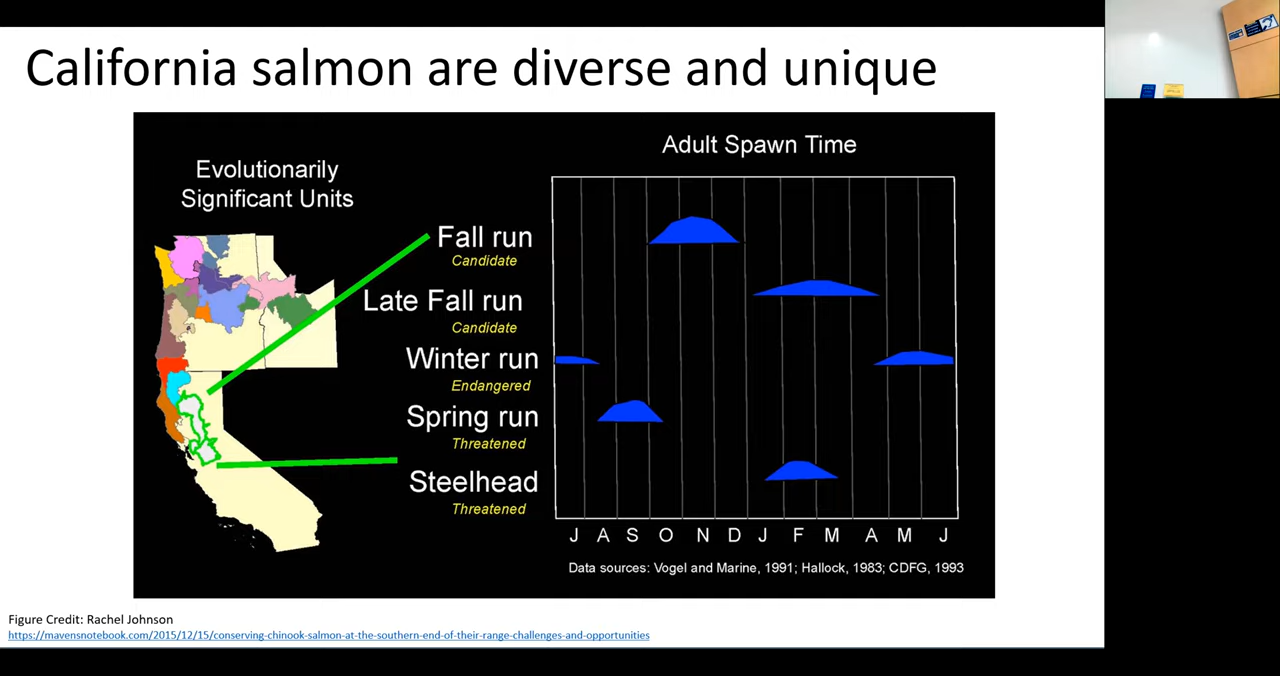 California salmon are diverse and unique
Evolutionarily
Significant Units
Adult Spawn Time
Fall run
Candidate
Late Fall run
Candidate
Winter run
Endangered
Spring run
Threatened
Steelhead
Threatened
J A S O N D J F M A M J
Data sources: Vogel and Marine, 1991; Hallock, 1983; CDFG, 1993
Figure Credit: Rachel Johnson
https://mavensnotebook.com/2015/12/15/conserving-chinook-salmon-at-the-southern-end-of-their-range-challenges-and-opportunities